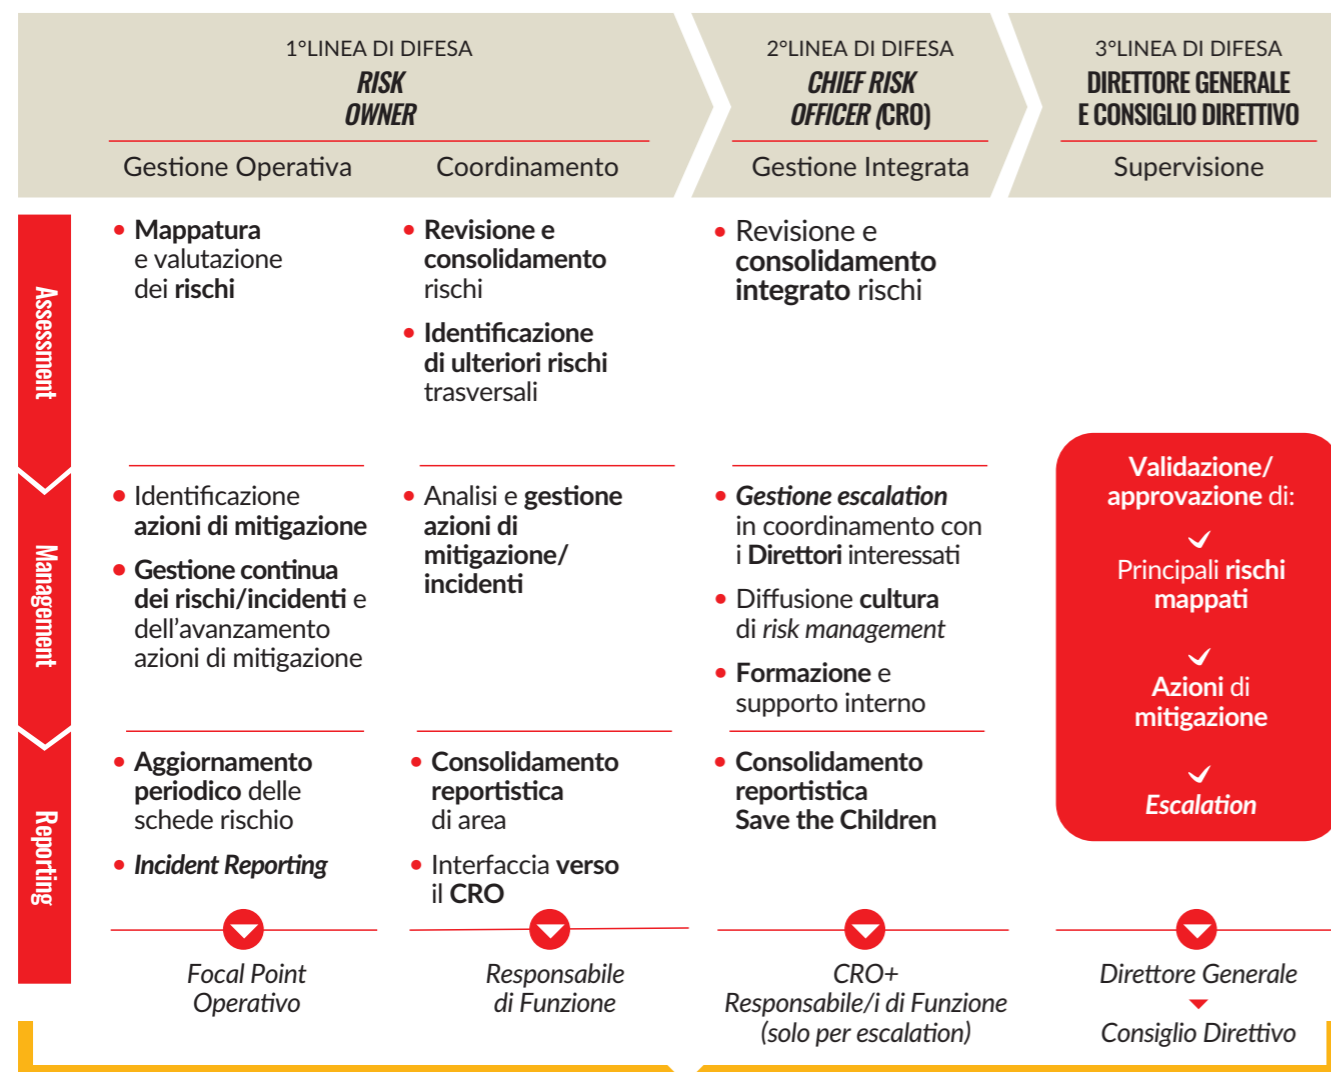 1°LINEA DI DIFESA
RISK
OWNER
Gestione Operativa
Coordinamento
2°LINEA DI DIFESA
CHIEF RISK
OFFICER (CRO)
Gestione Integrata
3°LINEA DI DIFESA
DIRETTORE GENERALE
E CONSIGLIO DIRETTIVO
Supervisione
Assessment
• Mappatura
e valutazione
dei rischi
• Revisione e
consolidamento
rischi
• Identificazione
di ulteriori rischi
trasversali
• Revisione e
consolidamento
integrato rischi
Management
• Identificazione
azioni di mitigazione
• Gestione continua
dei rischi/incidenti e
dell'avanzamento
azioni di mitigazione
• Analisi e gestione
azioni di
mitigazione/
incidenti
• Gestione escalation
in coordinamento con
i Direttori interessati
• Diffusione cultura
di risk management
• Formazione e
supporto interno
Validazione/
approvazione di:
Principali rischi
mappati
Azioni di
mitigazione
Escalation
Reporting
• Aggiornamento
periodico delle
schede rischio
• Incident Reporting
• Consolidamento
reportistica
di area
• Interfaccia verso
il CRO
• Consolidamento
reportistica
Save the Children
Focal Point
Operativo
Responsabile
di Funzione
CRO+
Responsabile/i di Funzione
(solo per escalation)
Direttore Generale
Consiglio Direttivo